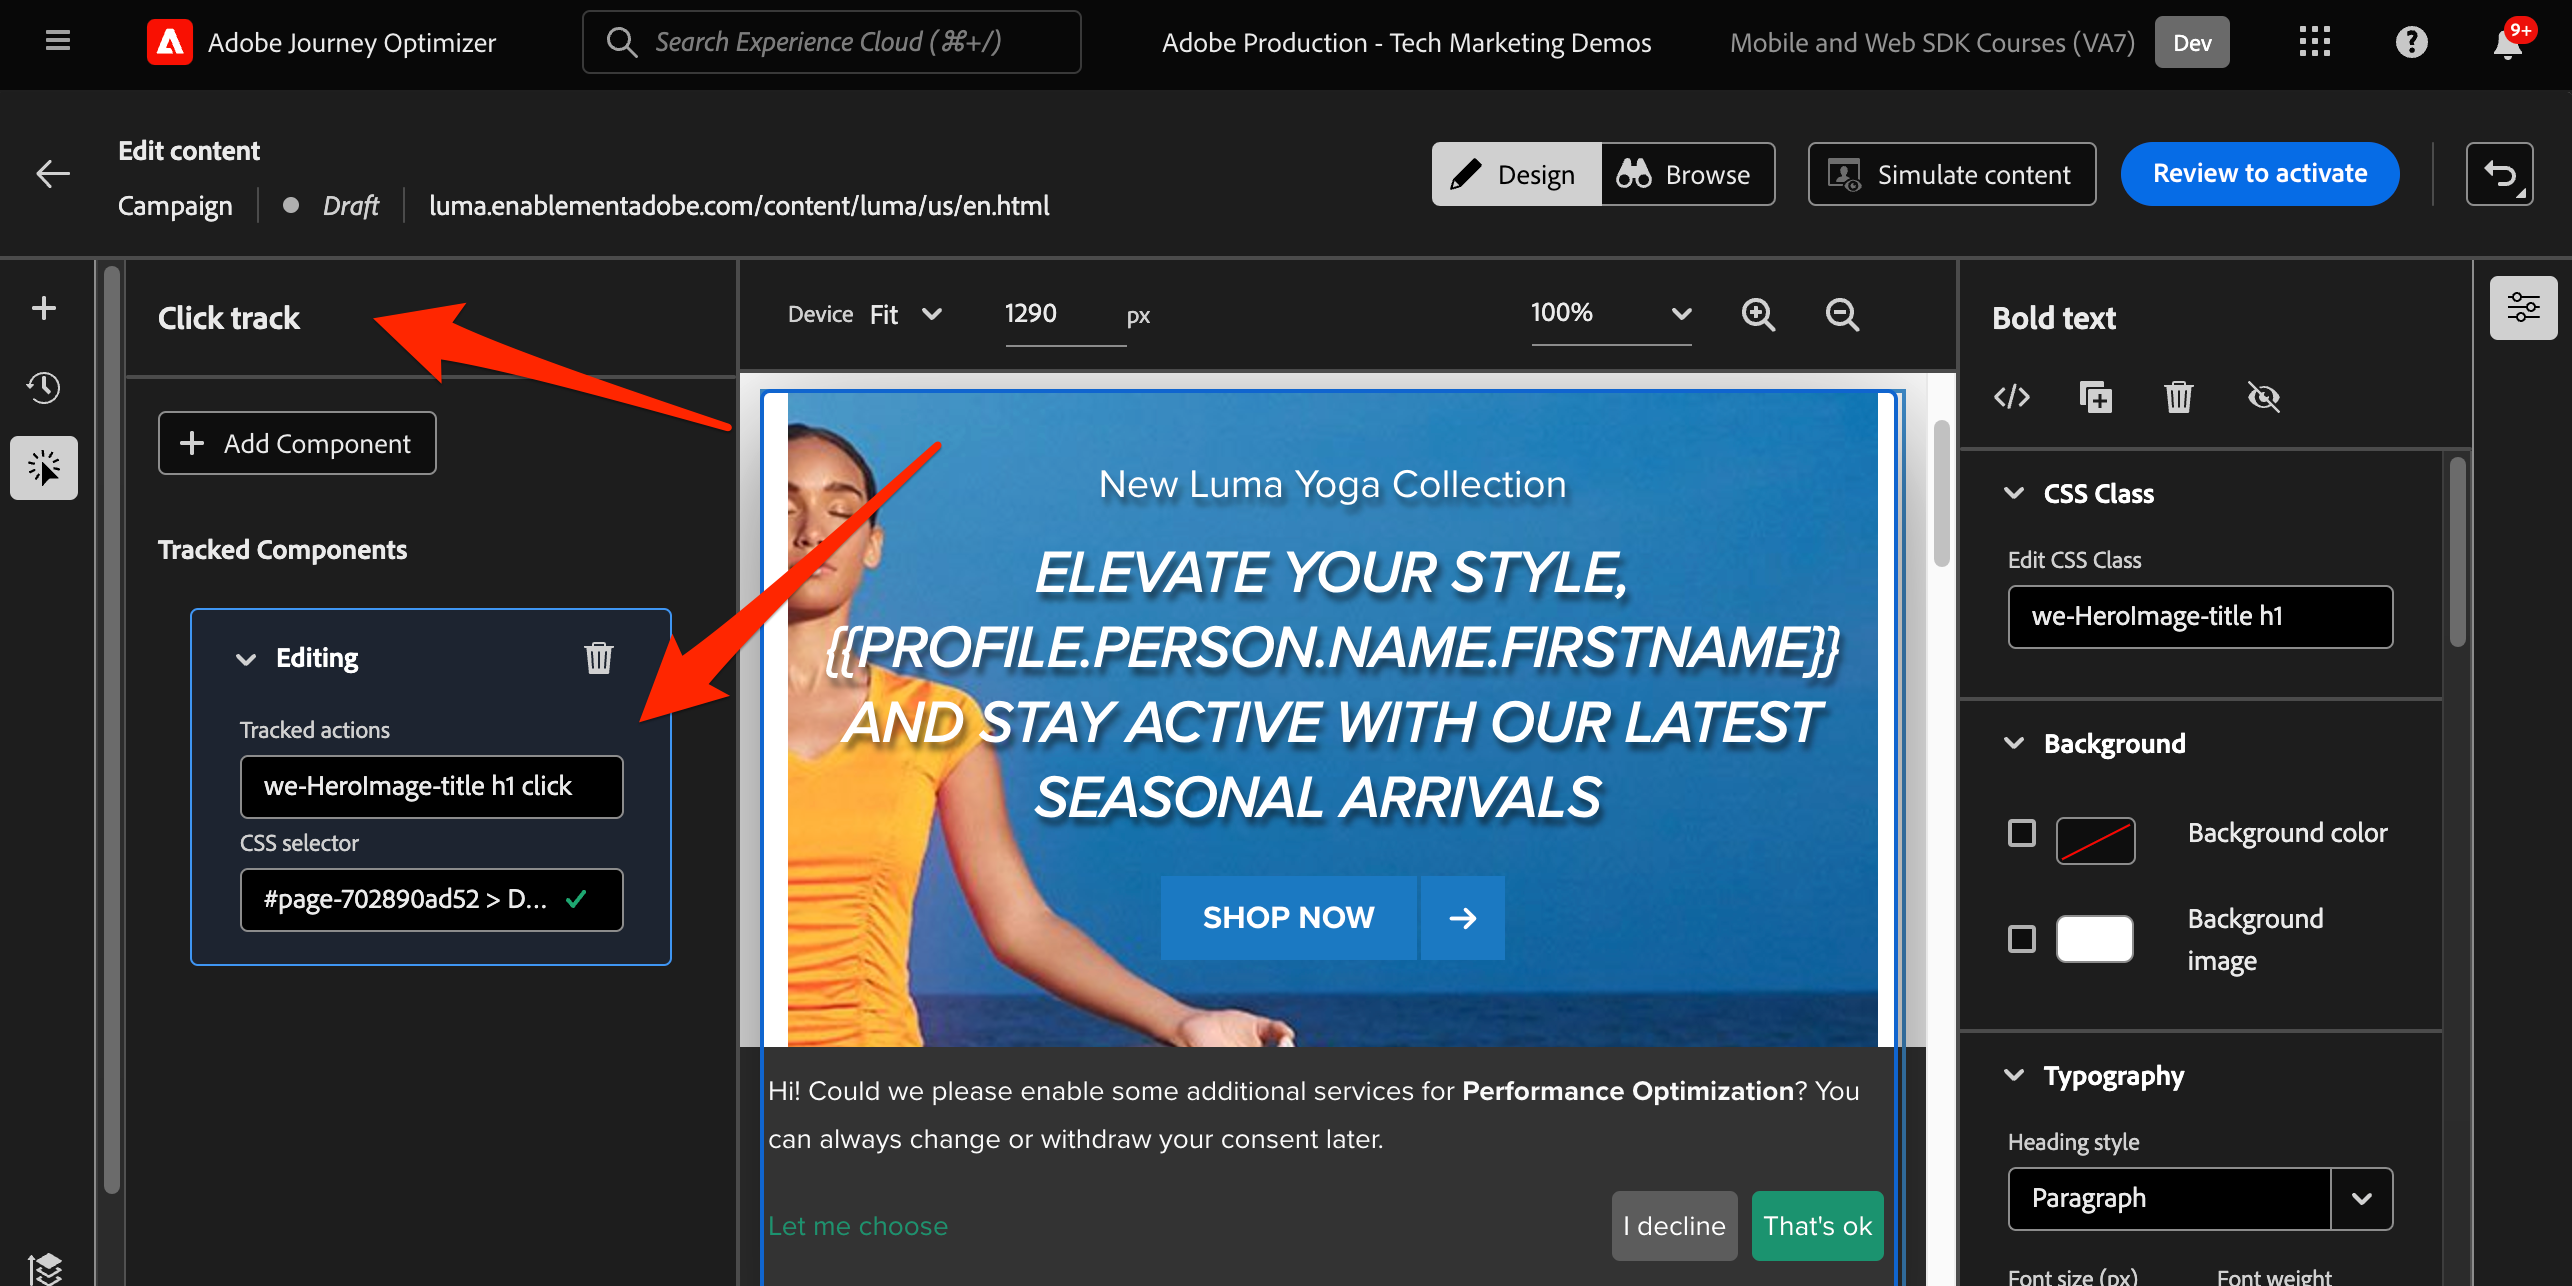 Adobe Journey Optimizer
Search Experience Cloud (⌘+/)
Adobe Production - Tech Marketing Demos
Mobile and Web SDK Courses (VA7)
Dev
9+
Edit content
Campaign
Draft
luma.enablementadobe.com/content/luma/us/en.html
Design
Browse
Simulate content
Review to activate
Click track
Add Component
Tracked Components
Editing
Tracked actions
we-HeroImage-title h1 click
CSS selector
#page-702890ad52 > D...
Device Fit
1290 px
100%
New Luma Yoga Collection
ELEVATE YOUR STYLE,
{{PROFILE.PERSON.NAME.FIRSTNAME}}
AND STAY ACTIVE WITH OUR LATEST
SEASONAL ARRIVALS
SHOP NOW
Hi! Could we please enable some additional services for Performance Optimization? You
can always change or withdraw your consent later.
Let me choose
I decline
That's ok
Bold text
CSS Class
Edit CSS Class
we-HeroImage-title h1
Background
Background color
Background
image
Typography
Heading style
Paragraph
Font size (px)
Font weight